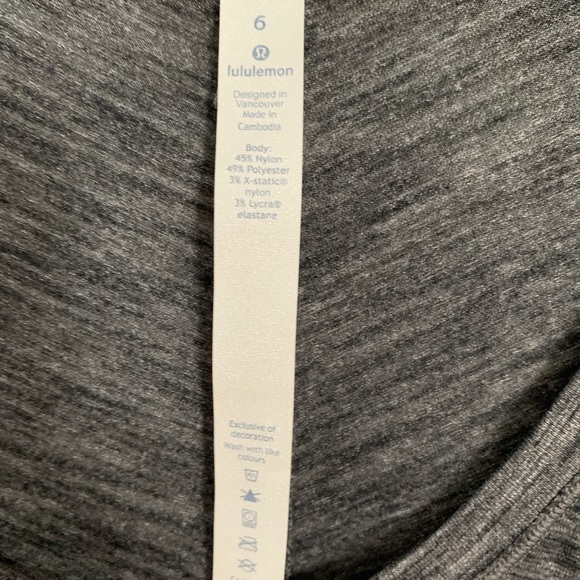 6
lululemon
Designed in
Vancouver
Made in
Cambodia
Body:
45% Nylon
49% Polyester
3% X-static®
nylon
3% Lycra®
elastane
Exclusive of
decoration
Wash with like
colours